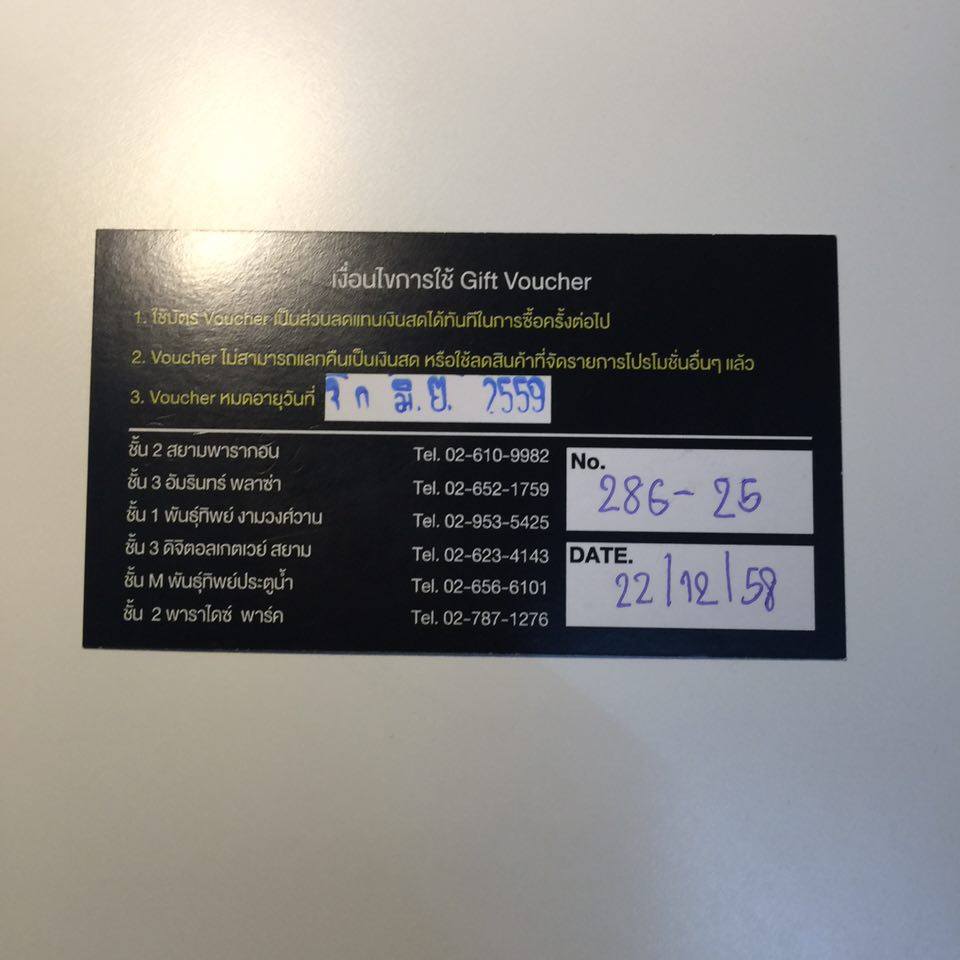 เงื่อนไขการใช้ Gift Voucher
1. ใช้บัตร Voucher เป็นส่วนลดแทนเงินสดได้ทันทีในการซื้อครั้งต่อไป
2. Voucher ไม่สามารถแลกคืนเป็นเงินสด หรือใช้ลดสินค้าที่จัดรายการโปรโมชั่นอื่นๆ แล้ว
3. Voucher หมดอายุวันที่ มิ.ย. 2559
ชั้น 2 สยามพารากอน Tel. 02-610-9982
ชั้น 3 อัมรินทร์ พลาซ่า Tel. 02-652-1759
ชั้น 1 พันธุ์ทิพย์ งามวงศ์วาน Tel. 02-953-5425
ชั้น 3 ดิจิตอลเกตเวย์ สยาม Tel. 02-623-4143
ชั้น M พันธุ์ทิพย์ประตูน้ำ Tel. 02-656-6101
ชั้น 2 พาราไดซ์ พาร์ค Tel. 02-787-1276
No. 286-25
DATE. 22/12/58